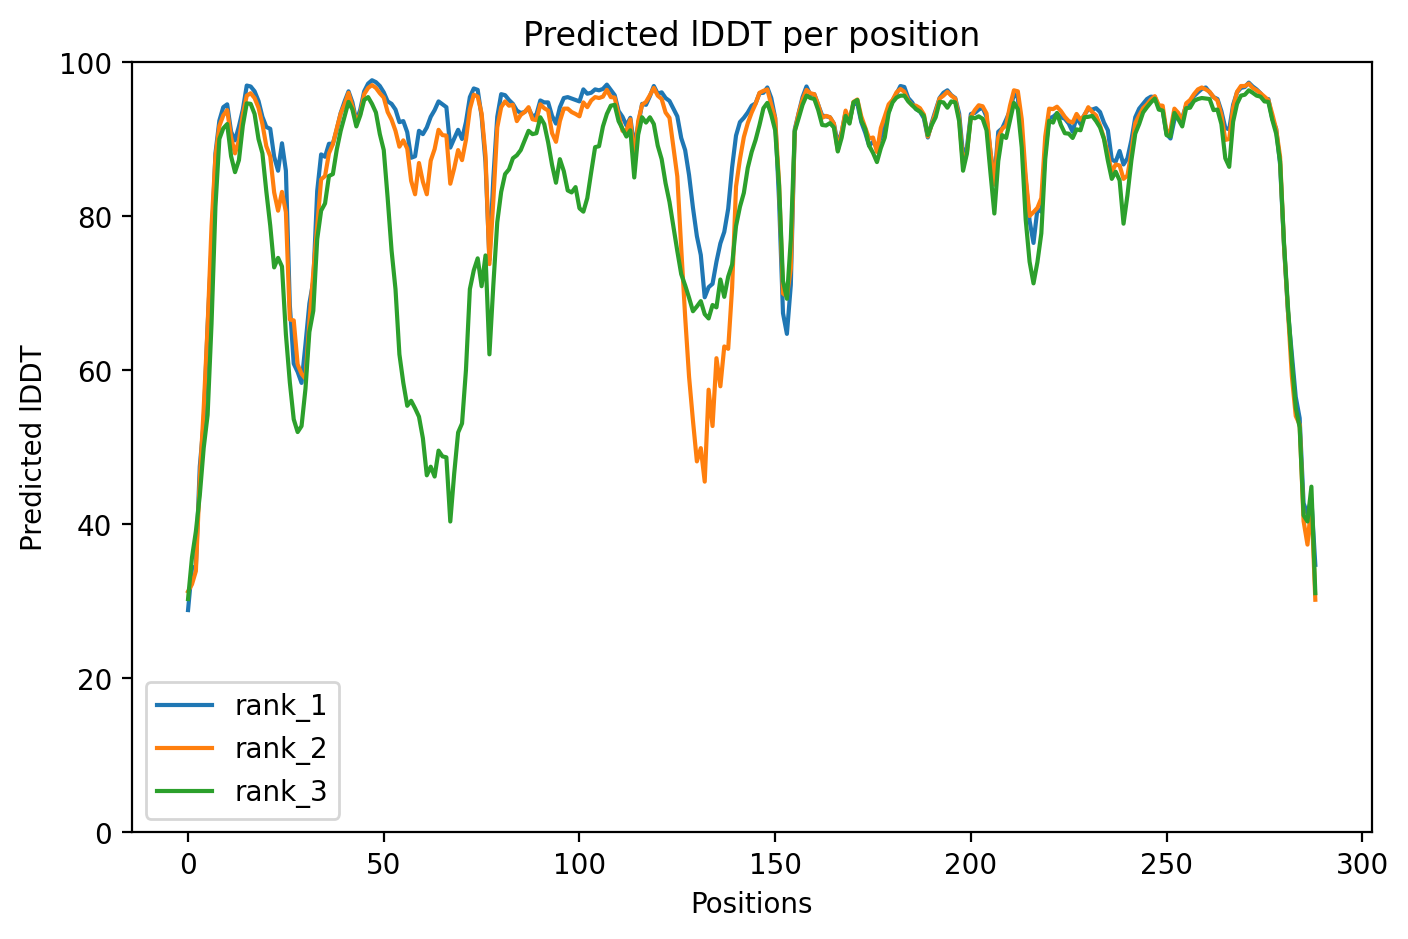 Predicted lDDT per position
100
80
60
40
20
0
Predicted lDDT
rank_1
rank_2
rank_3
0 50 100 150 200 250 300
Positions